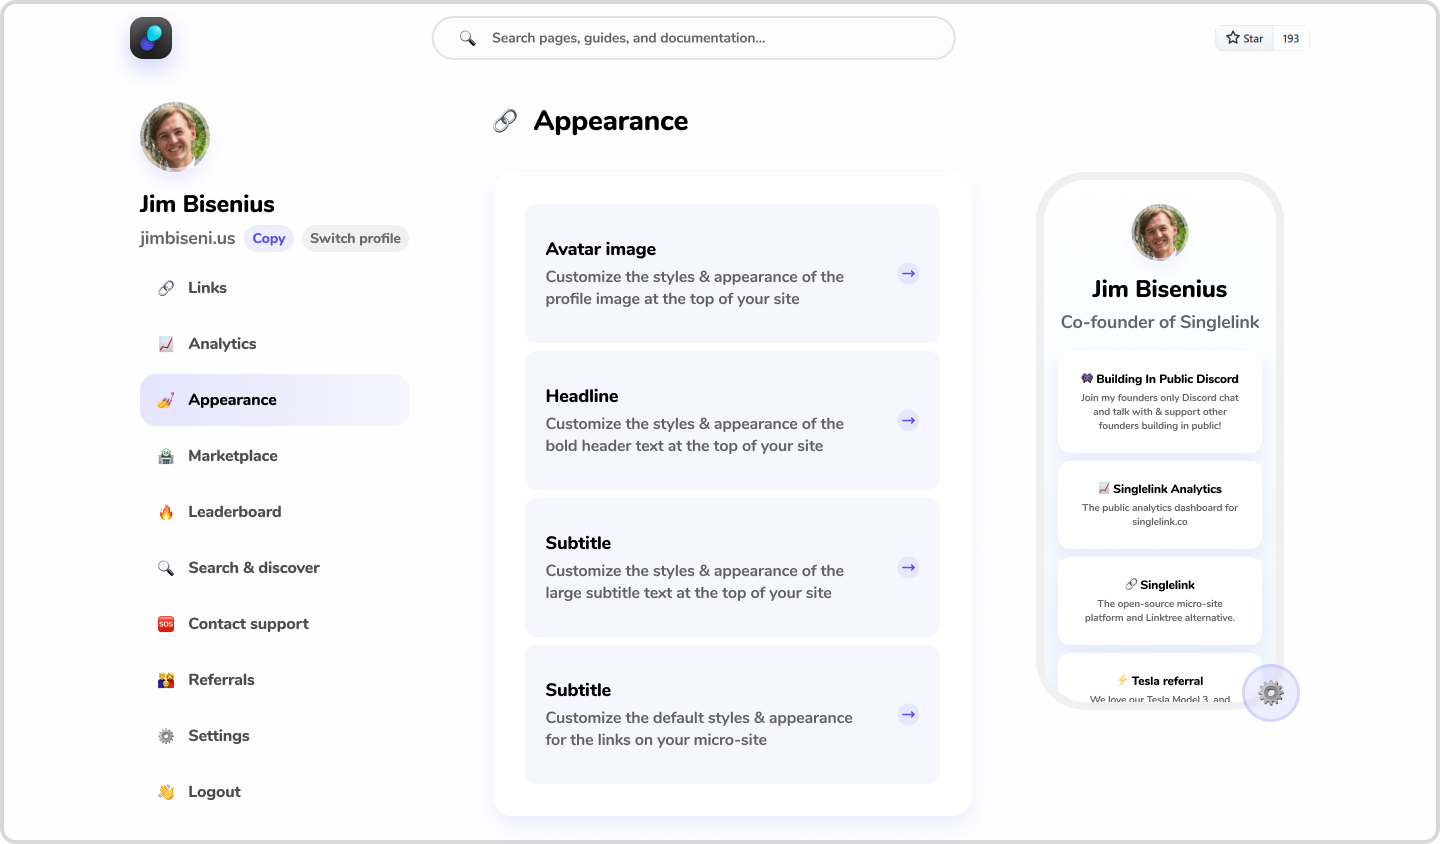 Search pages, guides, and documentation...
Star 193
Jim Bisenius
jimbiseni.us Copy Switch profile
Links
Analytics
Appearance
Marketplace
Leaderboard
Search & discover
SOS Contact support
Referrals
Settings
Logout
Appearance
Avatar image
Customize the styles & appearance of the
profile image at the top of your site
Headline
Customize the styles & appearance of the
bold header text at the top of your site
Subtitle
Customize the styles & appearance of the
large subtitle text at the top of your site
Subtitle
Customize the default styles & appearance
for the links on your micro-site
Jim Bisenius
Co-founder of Singlelink
Building In Public Discord
Join my founders only Discord chat
and talk with & support other
founders building in public!
Singlelink Analytics
The public analytics dashboard for
singlelink.co
Singlelink
The open-source micro-site
platform and Linktree alternative.
Tesla referral
We love our Tesla Model 3, and